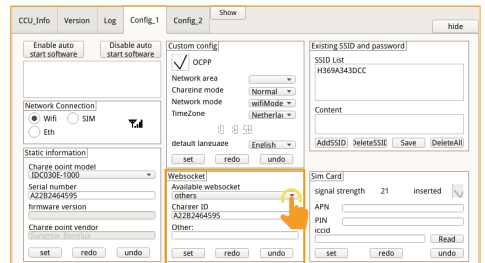 Show
CCU_Info Version Log Config_1 Config_2
hide
Enable auto start software
Disable auto start software
Network Connection
Wifi SIM
Eth
Static information
Charge point model
IDC030E-1000
Serial number
A22B2464595
firmware version
Charge point vendor
Sungrow Benelux
set redo undo
Custom config
OCPP
Network area
Charging mode Normal
Network mode wifiMode
TimeZone Netherlar
default language English
set redo undo
Websocket
Available websocket
others
Charger ID
A22B2464595
Other:
set redo undo
Existing SSID and password
SSID List
H369A343DCC
Content
AddSSID DeleteSSI Save DeleteAll
Sim Card
signal strength 21 inserted
APN
PIN
iccid
Read
set redo undo